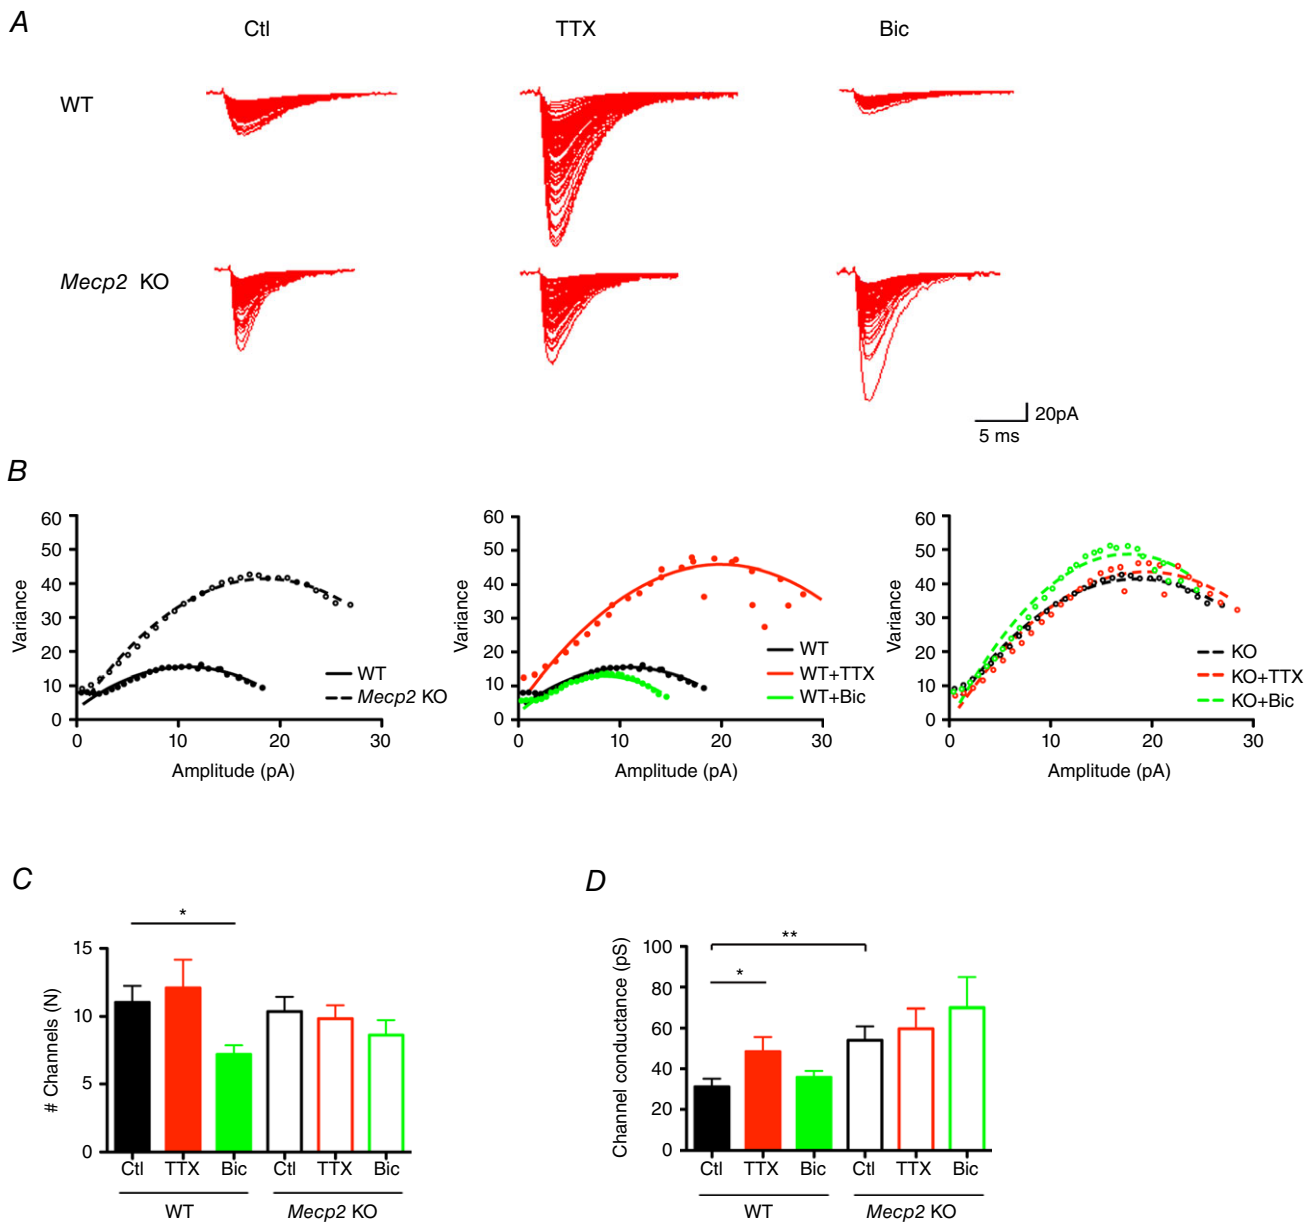 A
Ctl TTX Bic
WT
Mecp2 KO
20pA
5 ms
B
60 60 60
50 50 50
40 40 40
30 30 30
20 20 20
10 10 10
0 0 0
Variance Variance Variance
WT
Mecp2 KO
WT
WT+TTX
WT+Bic
KO
KO+TTX
KO+Bic
0 10 20 30 0 10 20 30 0 10 20 30
Amplitude (pA) Amplitude (pA) Amplitude (pA)
C
*
# Channels (N)
15
10
5
0
Ctl TTX Bic Ctl TTX Bic
WT Mecp2 KO
D
**
*
Channel conductance (pS)
100
80
60
40
20
0
Ctl TTX Bic Ctl TTX Bic
WT Mecp2 KO